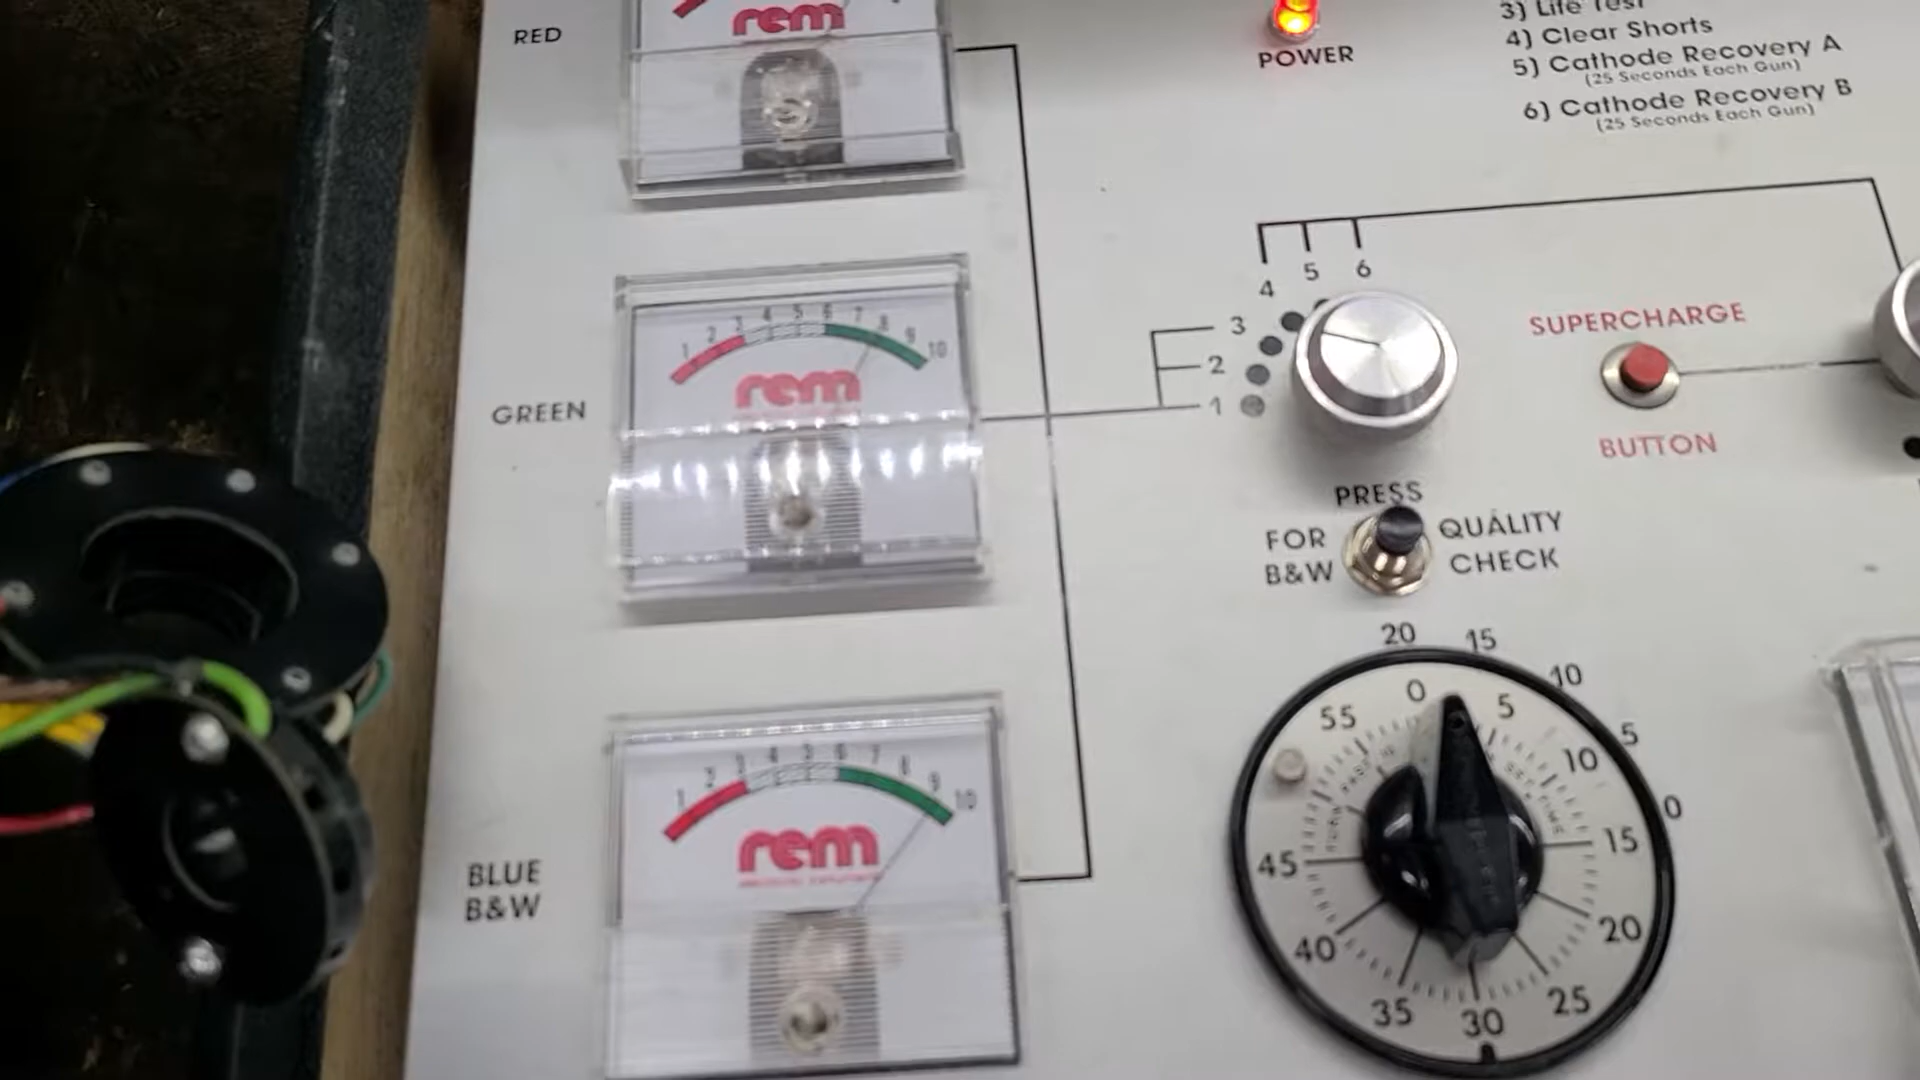 RED
rem
POWER
3) Life Test
4) Clear Shorts
5) Cathode Recovery A
(25 Seconds Each Gun)
6) Cathode Recovery B
(25 Seconds Each Gun)
4 5 6
3
2
1
SUPERCHARGE
BUTTON
GREEN
1 2 3 4 5 6 7 8 9 10
rem
PRESS
FOR
B&W
QUALITY
CHECK
BLUE
B&W
1 2 3 4 5 6 7 8 9 10
rem
20 15 10 5 0
0 5 10 15 20 25 30 35 40 45 55